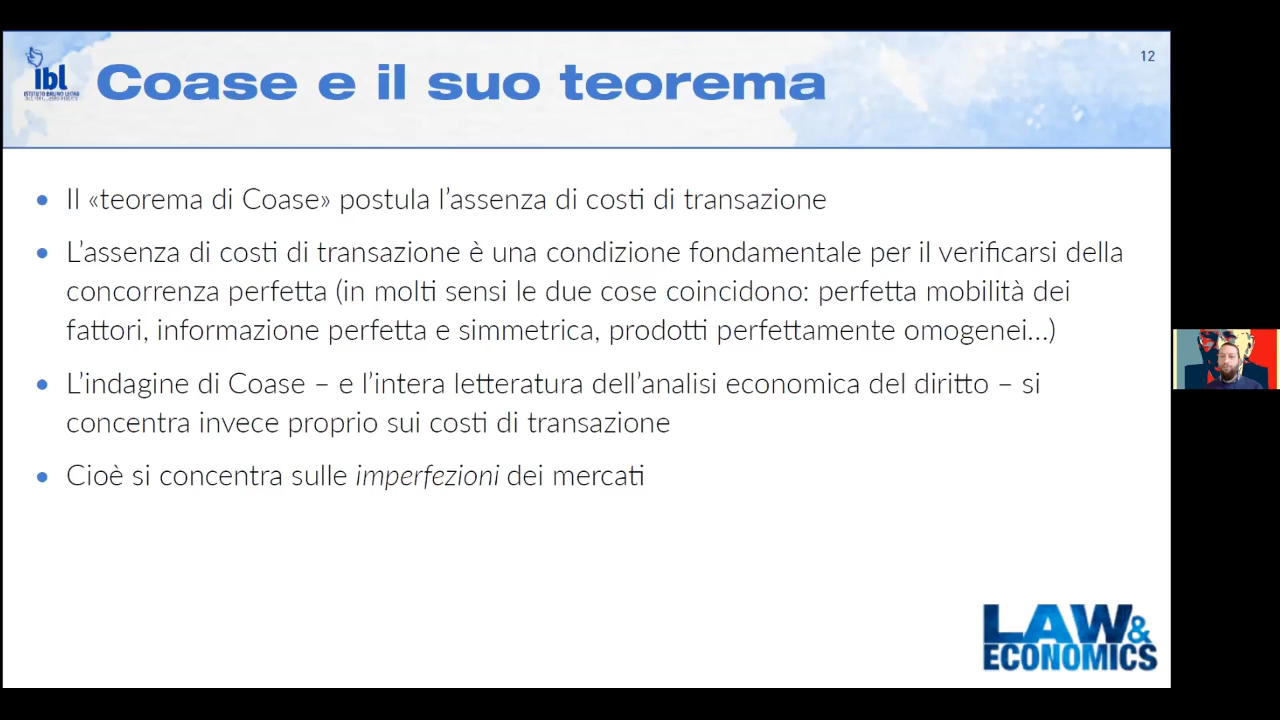 12
ibl
ISTITUTO BRUNO LEONI
Coase e il suo teorema
Il «teorema di Coase» postula l’assenza di costi di transazione
L’assenza di costi di transazione è una condizione fondamentale per il verificarsi della
concorrenza perfetta (in molti sensi le due cose coincidono: perfetta mobilità dei
fattori, informazione perfetta e simmetrica, prodotti perfettamente omogenei…)
L’indagine di Coase – e l’intera letteratura dell’analisi economica del diritto – si
concentra invece proprio sui costi di transazione
Cioè si concentra sulle imperfezioni dei mercati
LAW &
ECONOMICS